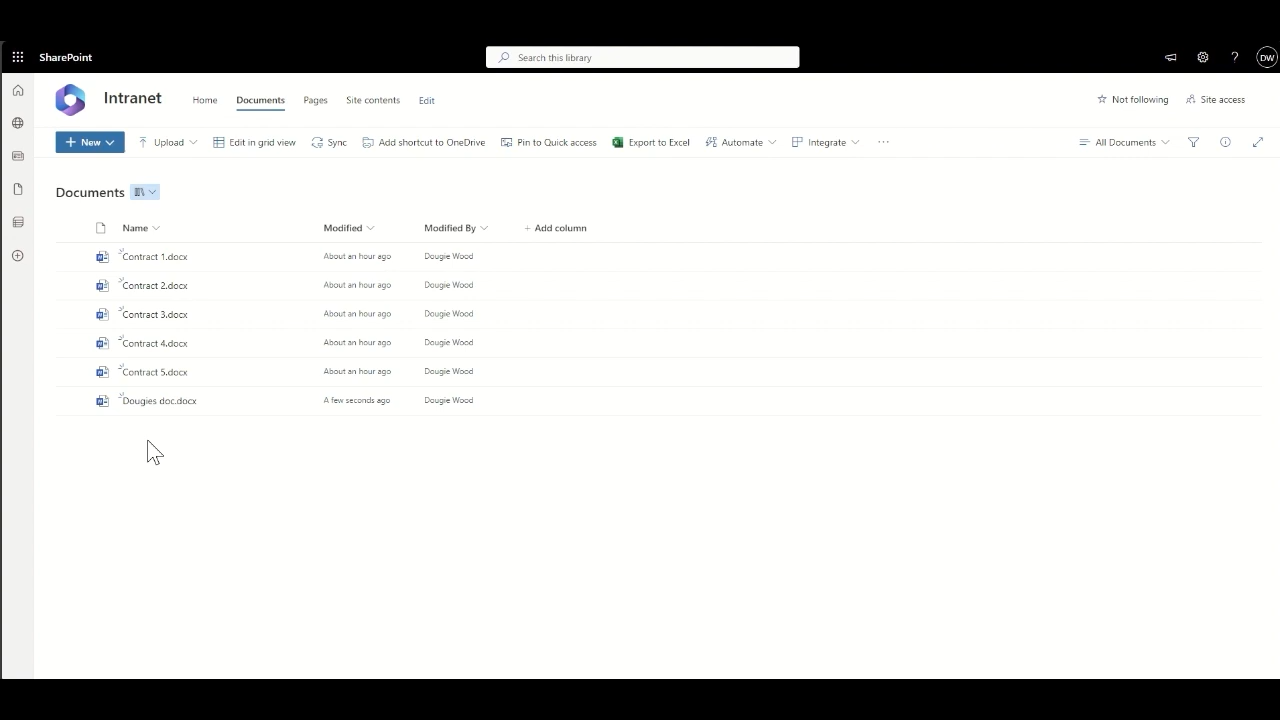 SharePoint
Search this library
DW
Intranet
Home Documents Pages Site contents Edit
Not following Site access
New Upload Edit in grid view Sync Add shortcut to OneDrive Pin to Quick access Export to Excel Automate Integrate ··· All Documents
Documents
Name Modified Modified By + Add column
Contract 1.docx About an hour ago Dougie Wood
Contract 2.docx About an hour ago Dougie Wood
Contract 3.docx About an hour ago Dougie Wood
Contract 4.docx About an hour ago Dougie Wood
Contract 5.docx About an hour ago Dougie Wood
Dougies doc.docx A few seconds ago Dougie Wood